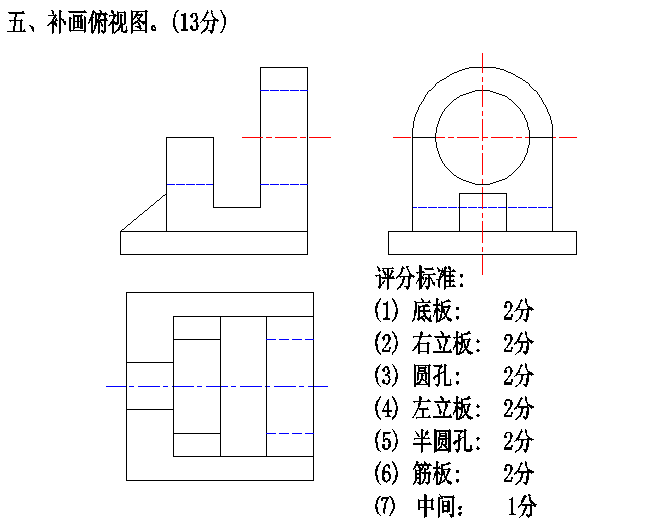 五、补画俯视图。(13分)
评分标准:
(1) 底板: 2分
(2) 右立板: 2分
(3) 圆孔: 2分
(4) 左立板: 2分
(5) 半圆孔: 2分
(6) 筋板: 2分
(7) 中间: 1分